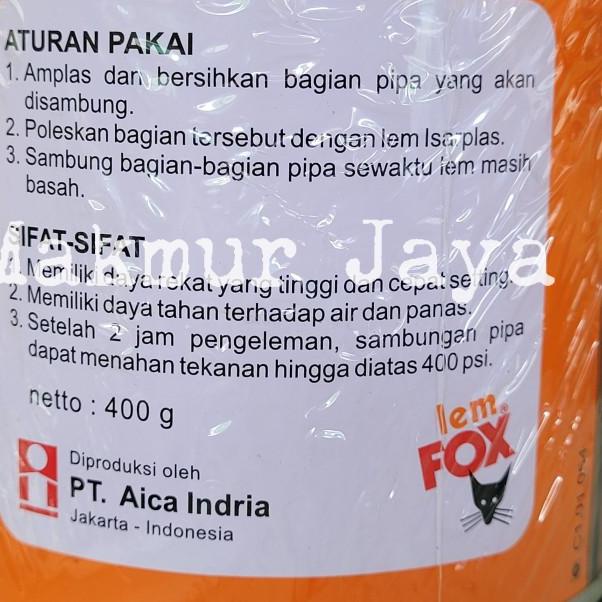 ATURAN PAKAI
1. Amplas dan bersihkan bagian pipa yang akan
disambung.
2. Poleskan bagian tersebut dengan lem Isarplas.
3. Sambung bagian-bagian pipa sewaktu lem masih
basah.
Makmur Jaya
SIFAT-SIFAT
1. Memiliki daya rekat yang tinggi dan cepat setting.
2. Memiliki daya tahan terhadap air dan panas.
3. Setelah 2 jam pengeleman, sambungan pipa
dapat menahan tekanan hingga diatas 400 psi.
netto : 400 g
lem
FOX®
Diproduksi oleh
PT. Aica Indria
Jakarta - Indonesia